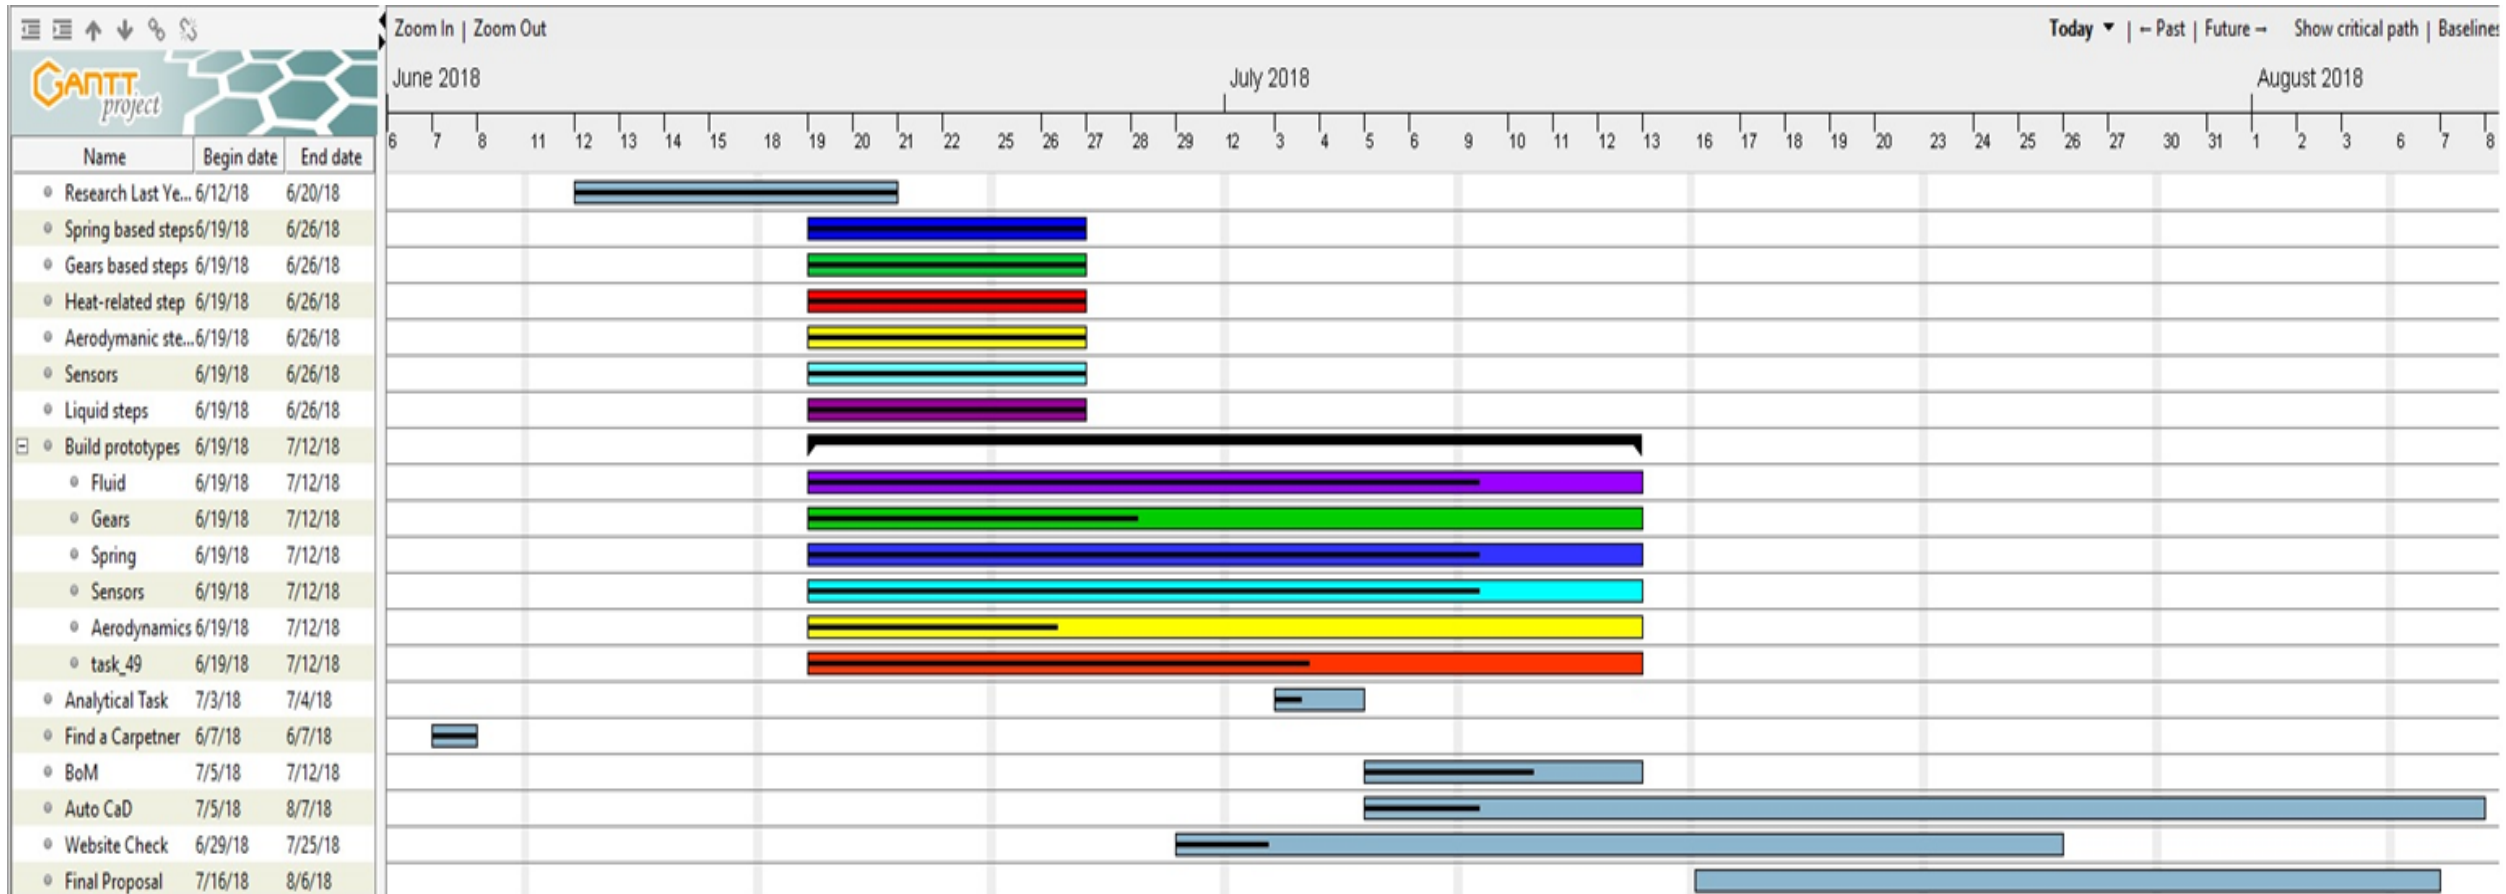 Zoom In | Zoom Out Today ▼ | ← Past | Future → Show critical path | Baselines
GANTT project
June 2018 July 2018 August 2018
6 7 8 11 12 13 14 15 18 19 20 21 22 25 26 27 28 29 12 3 4 5 6 9 10 11 12 13 16 17 18 19 20 23 24 25 26 27 30 31 1 2 3 6 7 8
Name Begin date End date
Research Last Ye... 6/12/18 6/20/18
Spring based steps 6/19/18 6/26/18
Gears based steps 6/19/18 6/26/18
Heat-related step 6/19/18 6/26/18
Aerodymanic ste... 6/19/18 6/26/18
Sensors 6/19/18 6/26/18
Liquid steps 6/19/18 6/26/18
Build prototypes 6/19/18 7/12/18
Fluid 6/19/18 7/12/18
Gears 6/19/18 7/12/18
Spring 6/19/18 7/12/18
Sensors 6/19/18 7/12/18
Aerodynamics 6/19/18 7/12/18
task_49 6/19/18 7/12/18
Analytical Task 7/3/18 7/4/18
Find a Carpetner 6/7/18 6/7/18
BoM 7/5/18 7/12/18
Auto CaD 7/5/18 8/7/18
Website Check 6/29/18 7/25/18
Final Proposal 7/16/18 8/6/18